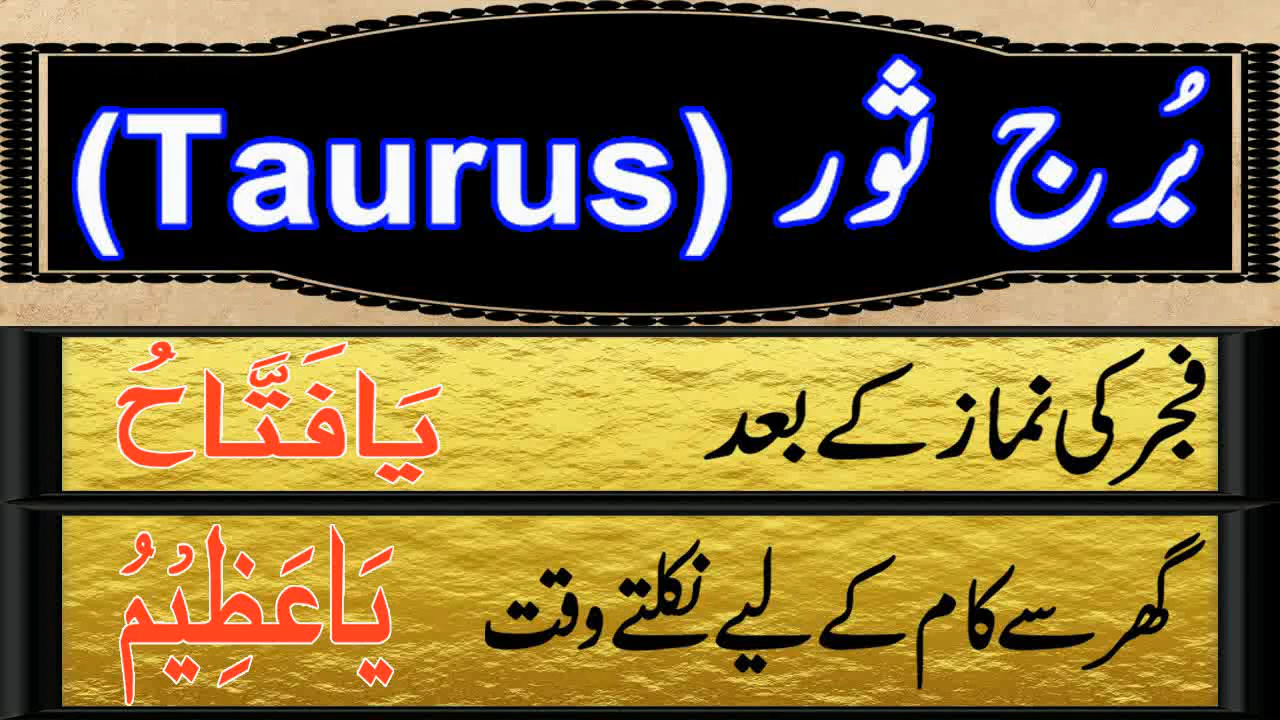 بُرج ثور (Taurus)
فجر کی نماز کے بعد يَافَتَّاحُ
گھر سے کام کے لیے نکلتے وقت يَاعَظِيْمُ